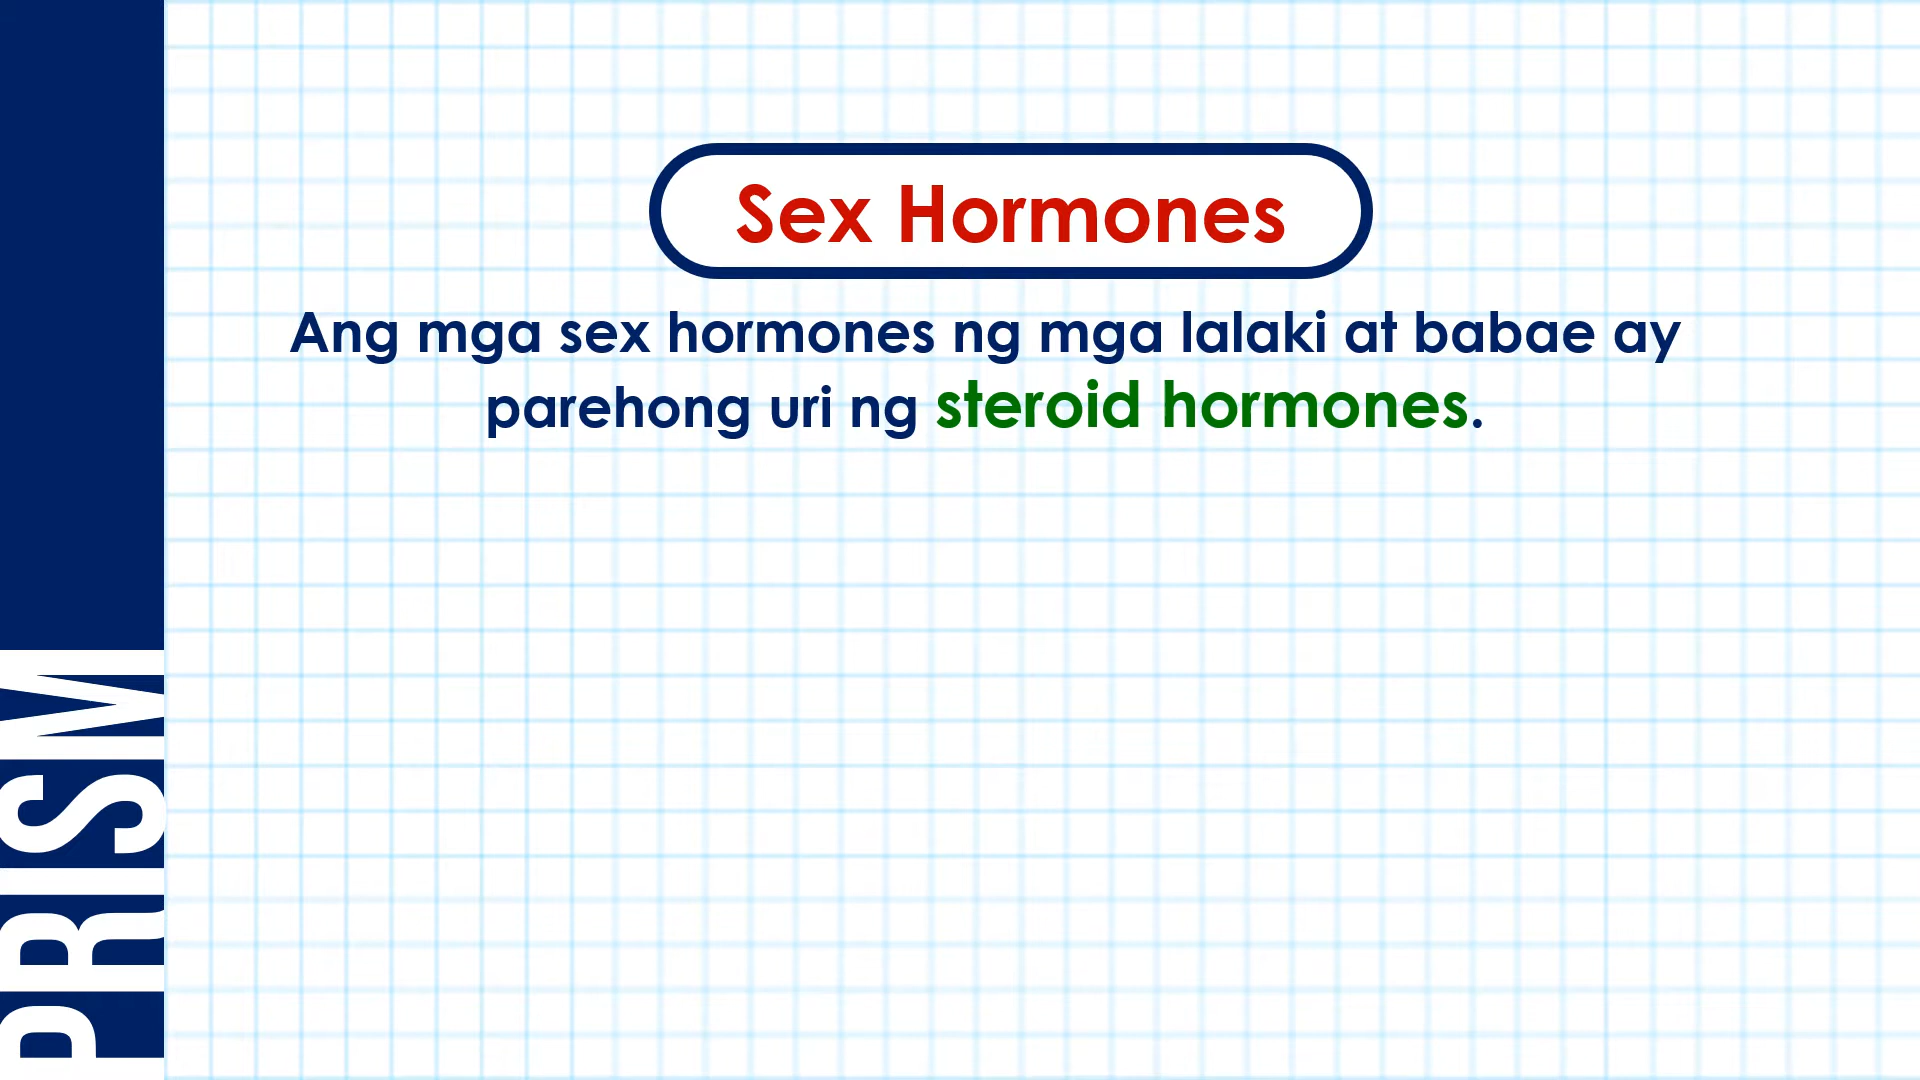 Sex Hormones
Ang mga sex hormones ng mga lalaki at babae ay
parehong uri ng steroid hormones.
PRISM